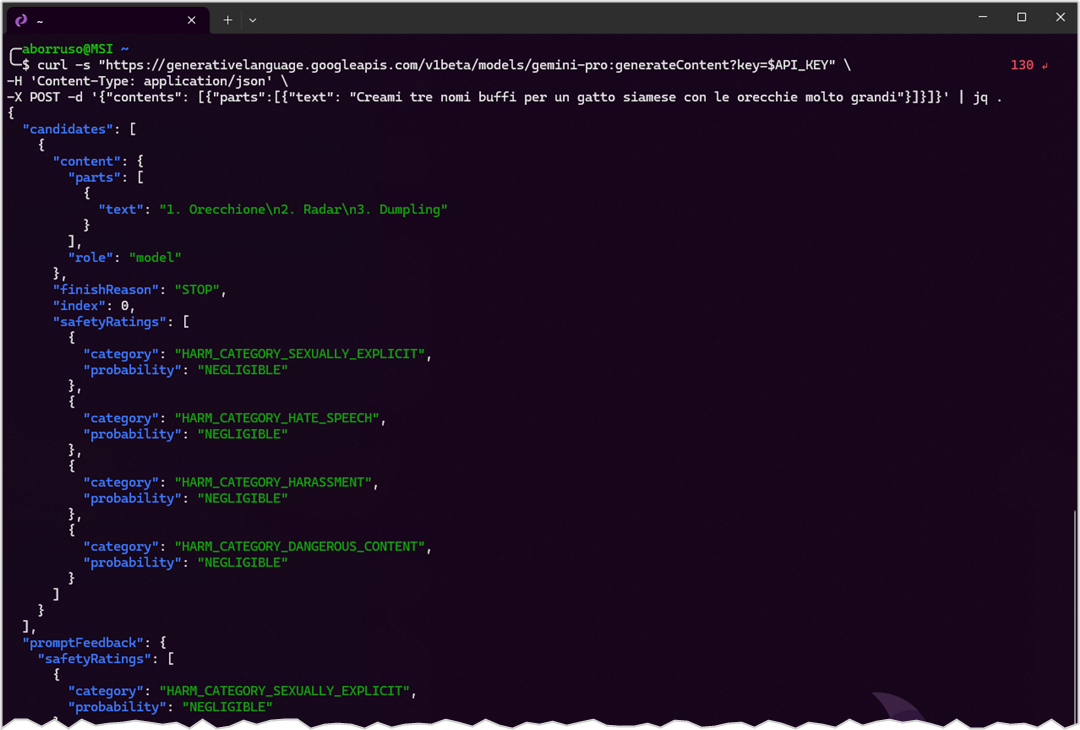 ~
aborruso@MSI ~
$ curl -s "https://generativelanguage.googleapis.com/v1beta/models/gemini-pro:generateContent?key=$API_KEY" \ 130 ↲
-H 'Content-Type: application/json' \
-X POST -d '{"contents": [{"parts":[{"text": "Creami tre nomi buffi per un gatto siamese con le orecchie molto grandi"}]}]}' | jq .
{
  "candidates": [
    {
      "content": {
        "parts": [
          {
            "text": "1. Orecchione\n2. Radar\n3. Dumpling"
          }
        ],
        "role": "model"
      },
      "finishReason": "STOP",
      "index": 0,
      "safetyRatings": [
        {
          "category": "HARM_CATEGORY_SEXUALLY_EXPLICIT",
          "probability": "NEGLIGIBLE"
        },
        {
          "category": "HARM_CATEGORY_HATE_SPEECH",
          "probability": "NEGLIGIBLE"
        },
        {
          "category": "HARM_CATEGORY_HARASSMENT",
          "probability": "NEGLIGIBLE"
        },
        {
          "category": "HARM_CATEGORY_DANGEROUS_CONTENT",
          "probability": "NEGLIGIBLE"
        }
      ]
    }
  ],
  "promptFeedback": {
    "safetyRatings": [
      {
        "category": "HARM_CATEGORY_SEXUALLY_EXPLICIT",
        "probability": "NEGLIGIBLE"